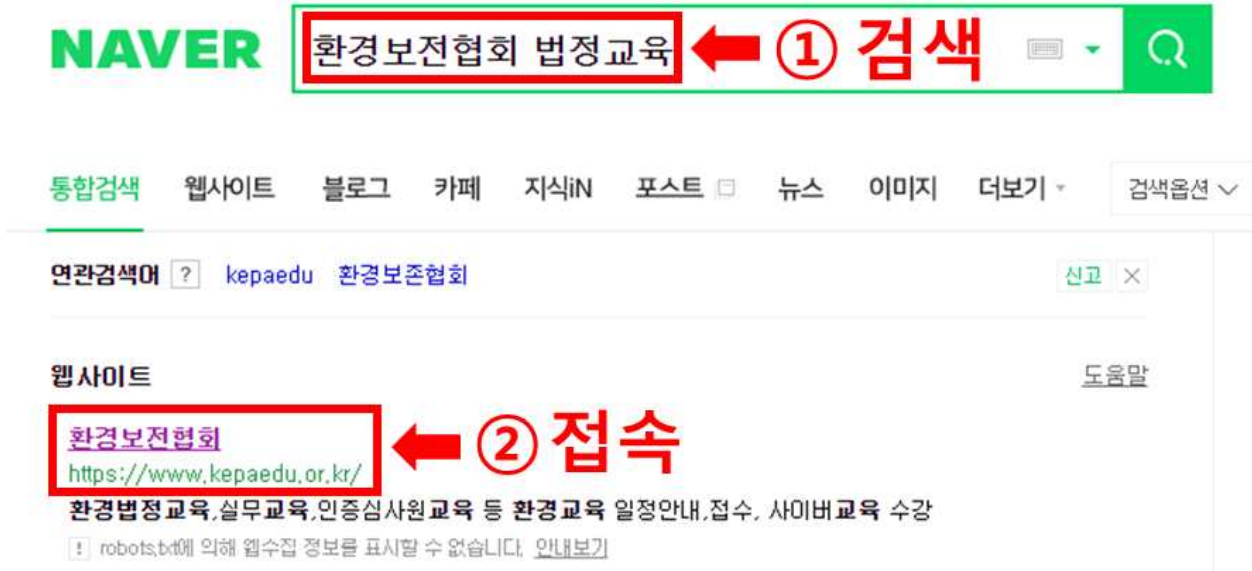 NAVER 환경보전협회 법정교육 ① 검색
통합검색 웹사이트 블로그 카페 지식iN 포스트 뉴스 이미지 더보기 검색옵션
연관검색어 ? kepaedu 환경보존협회 신고
웹사이트 도움말
환경보전협회 ② 접속
https://www.kepaedu.or.kr/
환경법정교육,실무교육,인증심사원교육 등 환경교육 일정안내,접수, 사이버교육 수강
! robots.txt에 의해 웹수집 정보를 표시할 수 없습니다. 안내보기